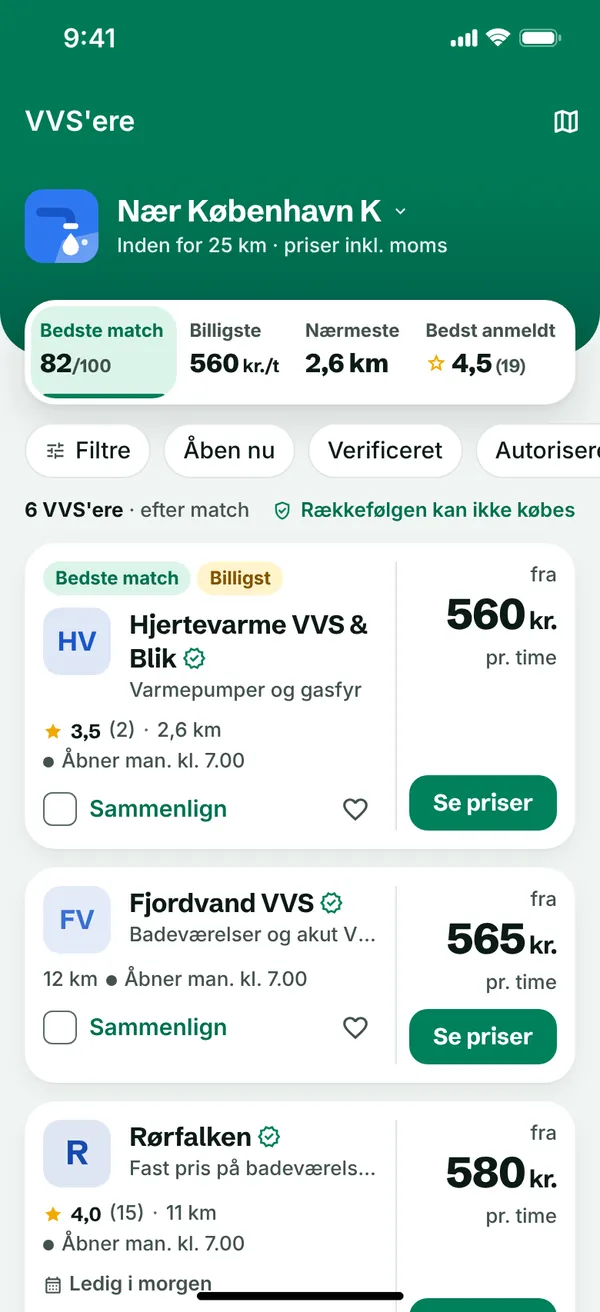 9:41
VVS'ere
Nær København K
Inden for 25 km · priser inkl. moms
Bedste match
82/100
Billigste
560 kr./t
Nærmeste
2,6 km
Bedst anmeldt
4,5 (19)
Filtre
Åben nu
Verificeret
Autorisere
6 VVS'ere · efter match
Rækkefølgen kan ikke købes
Bedste match
Billigst
HV
Hjertevarme VVS &
Blik
Varmepumper og gasfyr
3,5 (2) · 2,6 km
Åbner man. kl. 7.00
Sammenlign
fra
560 kr.
pr. time
Se priser
FV
Fjordvand VVS
Badeværelser og akut V...
12 km ● Åbner man. kl. 7.00
Sammenlign
fra
565 kr.
pr. time
Se priser
R
Rørfalken
Fast pris på badeværels...
4,0 (15) · 11 km
Åbner man. kl. 7.00
Ledig i morgen
fra
580 kr.
pr. time